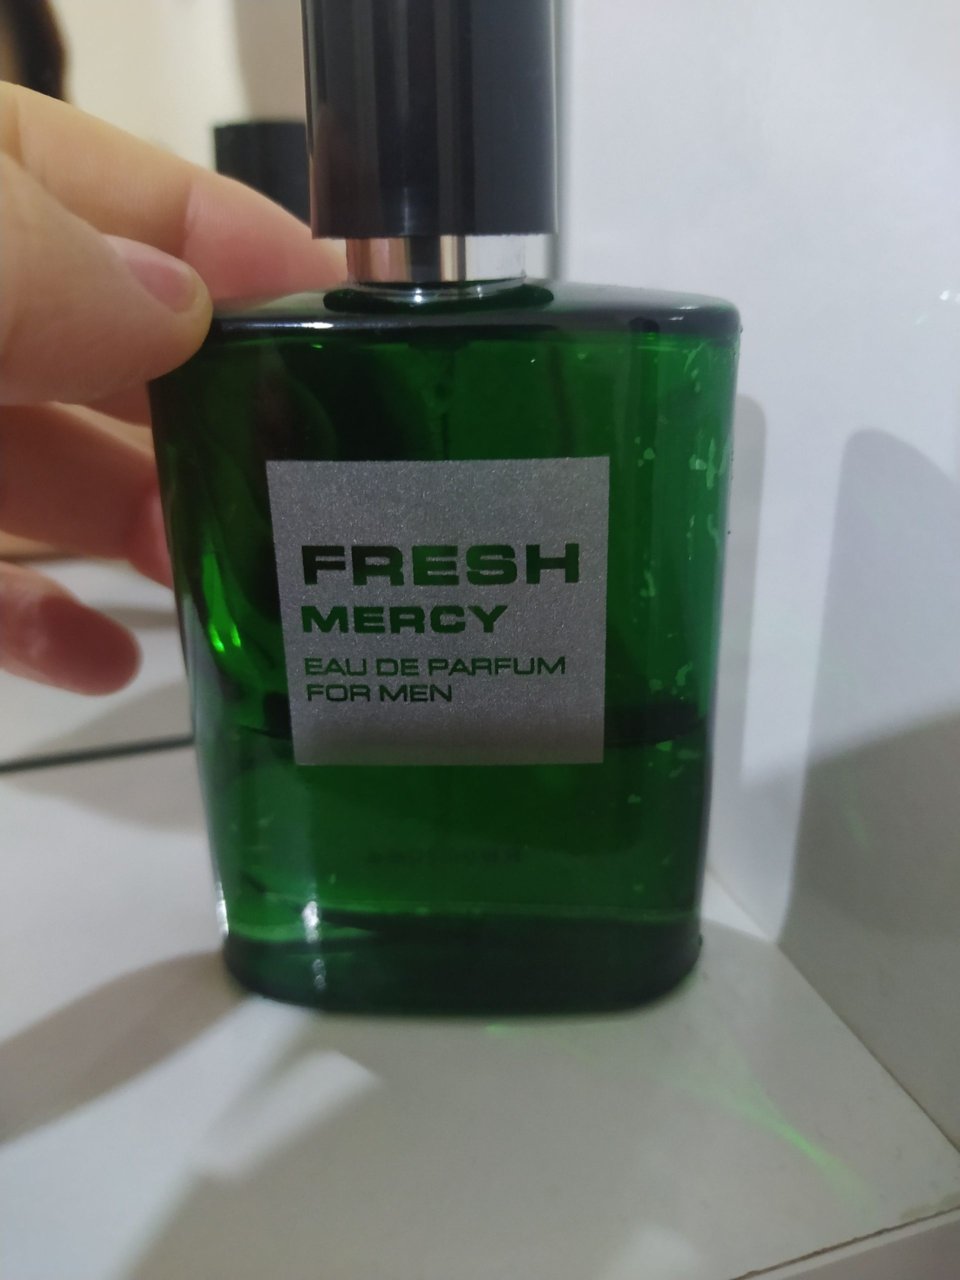 FRESH
MERCY
EAU DE PARFUM
FOR MEN